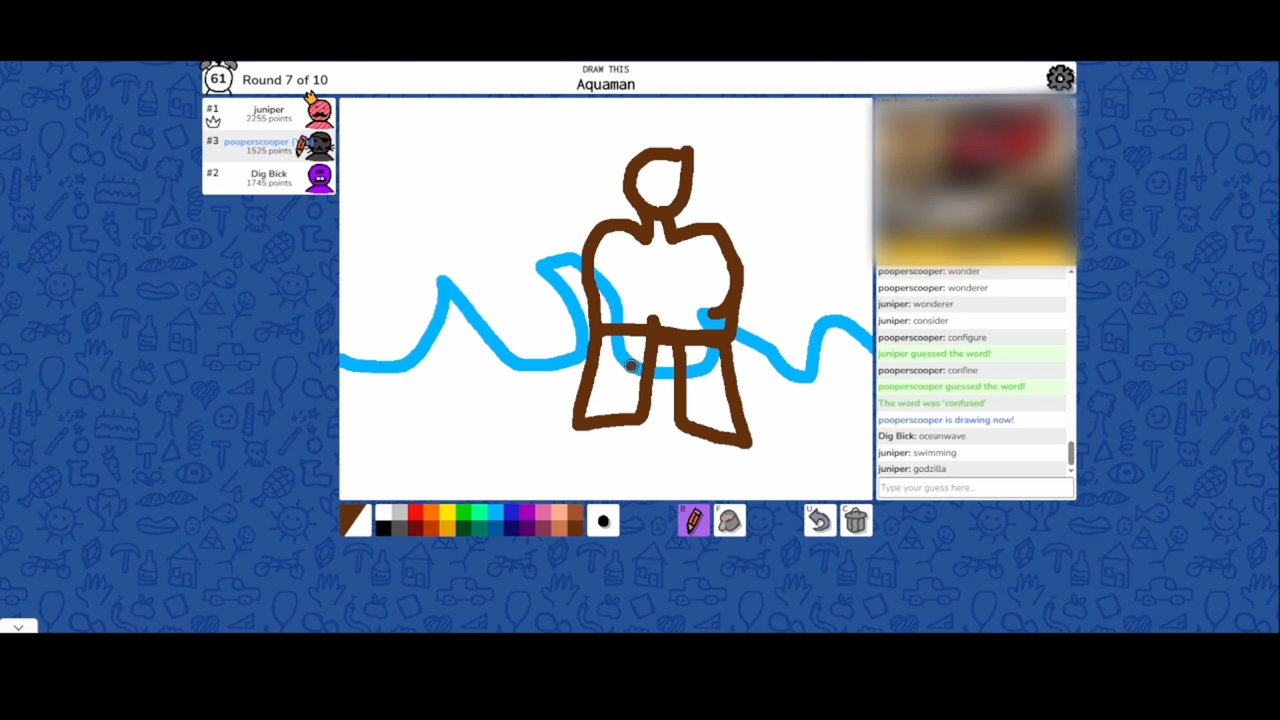 61
Round 7 of 10
DRAW THIS
Aquaman
#1
juniper
2255 points
#3
pooperscooper (
1525 points
#2
Dig Bick
1745 points
pooperscooper: wonder
pooperscooper: wonderer
juniper: wonderer
juniper: consider
pooperscooper: configure
juniper guessed the word!
pooperscooper: confine
pooperscooper guessed the word!
The word was 'confused'
pooperscooper is drawing now!
Dig Bick: oceanwave
juniper: swimming
juniper: godzilla
Type your guess here...
B
F
U
C